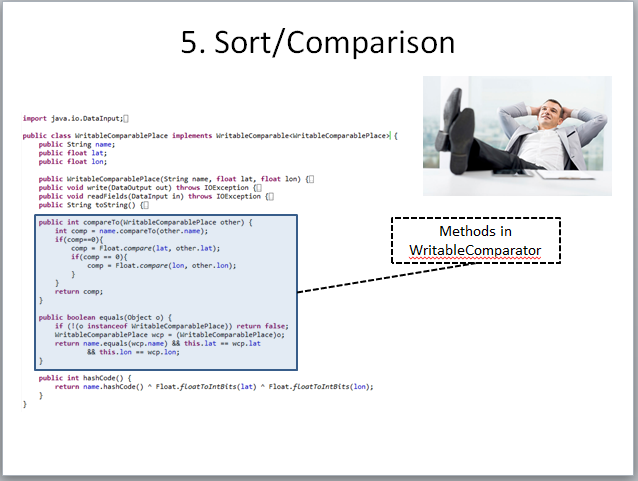 5. Sort/Comparison
import java.io.DataInput;
public class WritableComparablePlace implements WritableComparable<WritableComparablePlace> {
public String name;
public float lat;
public float lon;
public WritableComparablePlace(String name, float lat, float lon) {
public void write(DataOutput out) throws IOException {
public void readFields(DataInput in) throws IOException {
public String toString() {
public int compareTo(WritableComparablePlace other) {
int comp = name.compareTo(other.name);
if(comp==0){
comp = Float.compare(lat, other.lat);
if(comp == 0){
comp = Float.compare(lon, other.lon);
}
}
return comp;
}
public boolean equals(Object o) {
if (!(o instanceof WritableComparablePlace)) return false;
WritableComparablePlace wcp = (WritableComparablePlace)o;
return name.equals(wcp.name) && this.lat == wcp.lat
&& this.lon == wcp.lon;
}
public int hashCode() {
return name.hashCode() ^ Float.floatToIntBits(lat) ^ Float.floatToIntBits(lon);
}
}
Methods in
WritableComparator